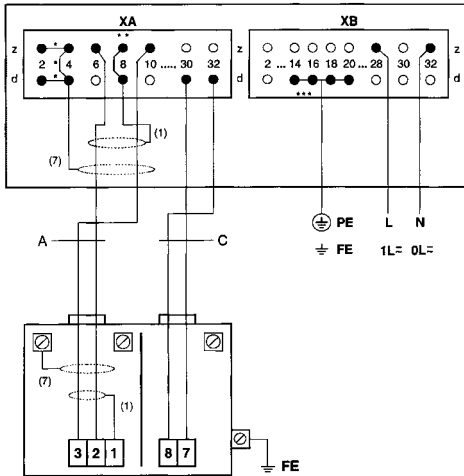 XA XB
* *
z z z
2 * 4 6 8 10 ..... 30 32 2 ... 14 16 18 20 ... 28 30 32
*
d * d d
* * *
(1)
(7)
PE L N
A C FE 1L≂ 0L≂
(7)
(1)
3 2 1 8 7
FE